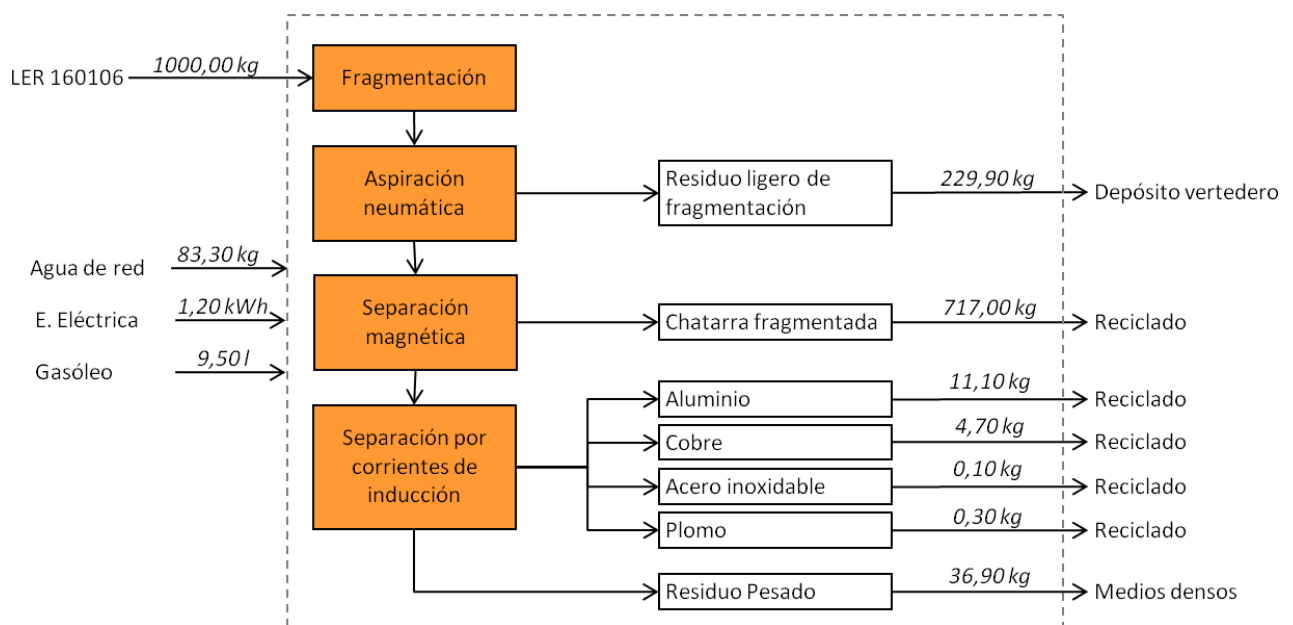 LER 160106
1000,00 kg
Fragmentación
Aspiración
neumática
Residuo ligero de
fragmentación
229,90 kg
Depósito vertedero
Agua de red
83,30 kg
E. Eléctrica
1,20 kWh
Gasóleo
9,50 l
Separación
magnética
Chatarra fragmentada
717,00 kg
Reciclado
Separación por
corrientes de
inducción
Aluminio
11,10 kg
Reciclado
Cobre
4,70 kg
Reciclado
Acero inoxidable
0,10 kg
Reciclado
Plomo
0,30 kg
Reciclado
Residuo Pesado
36,90 kg
Medios densos